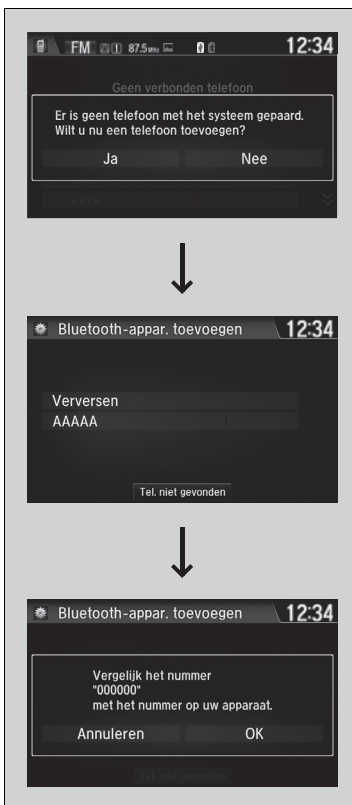 FM 1 87.5 MHz 12:34
Geen verbonden telefoon
Er is geen telefoon met het systeem gepaard.
Wilt u nu een telefoon toevoegen?
Ja Nee
Bluetooth-appar. toevoegen 12:34
Verversen
AAAAA
Tel. niet gevonden
Bluetooth-appar. toevoegen 12:34
Vergelijk het nummer
"000000"
met het nummer op uw apparaat.
Annuleren OK
Tel. niet gevonden